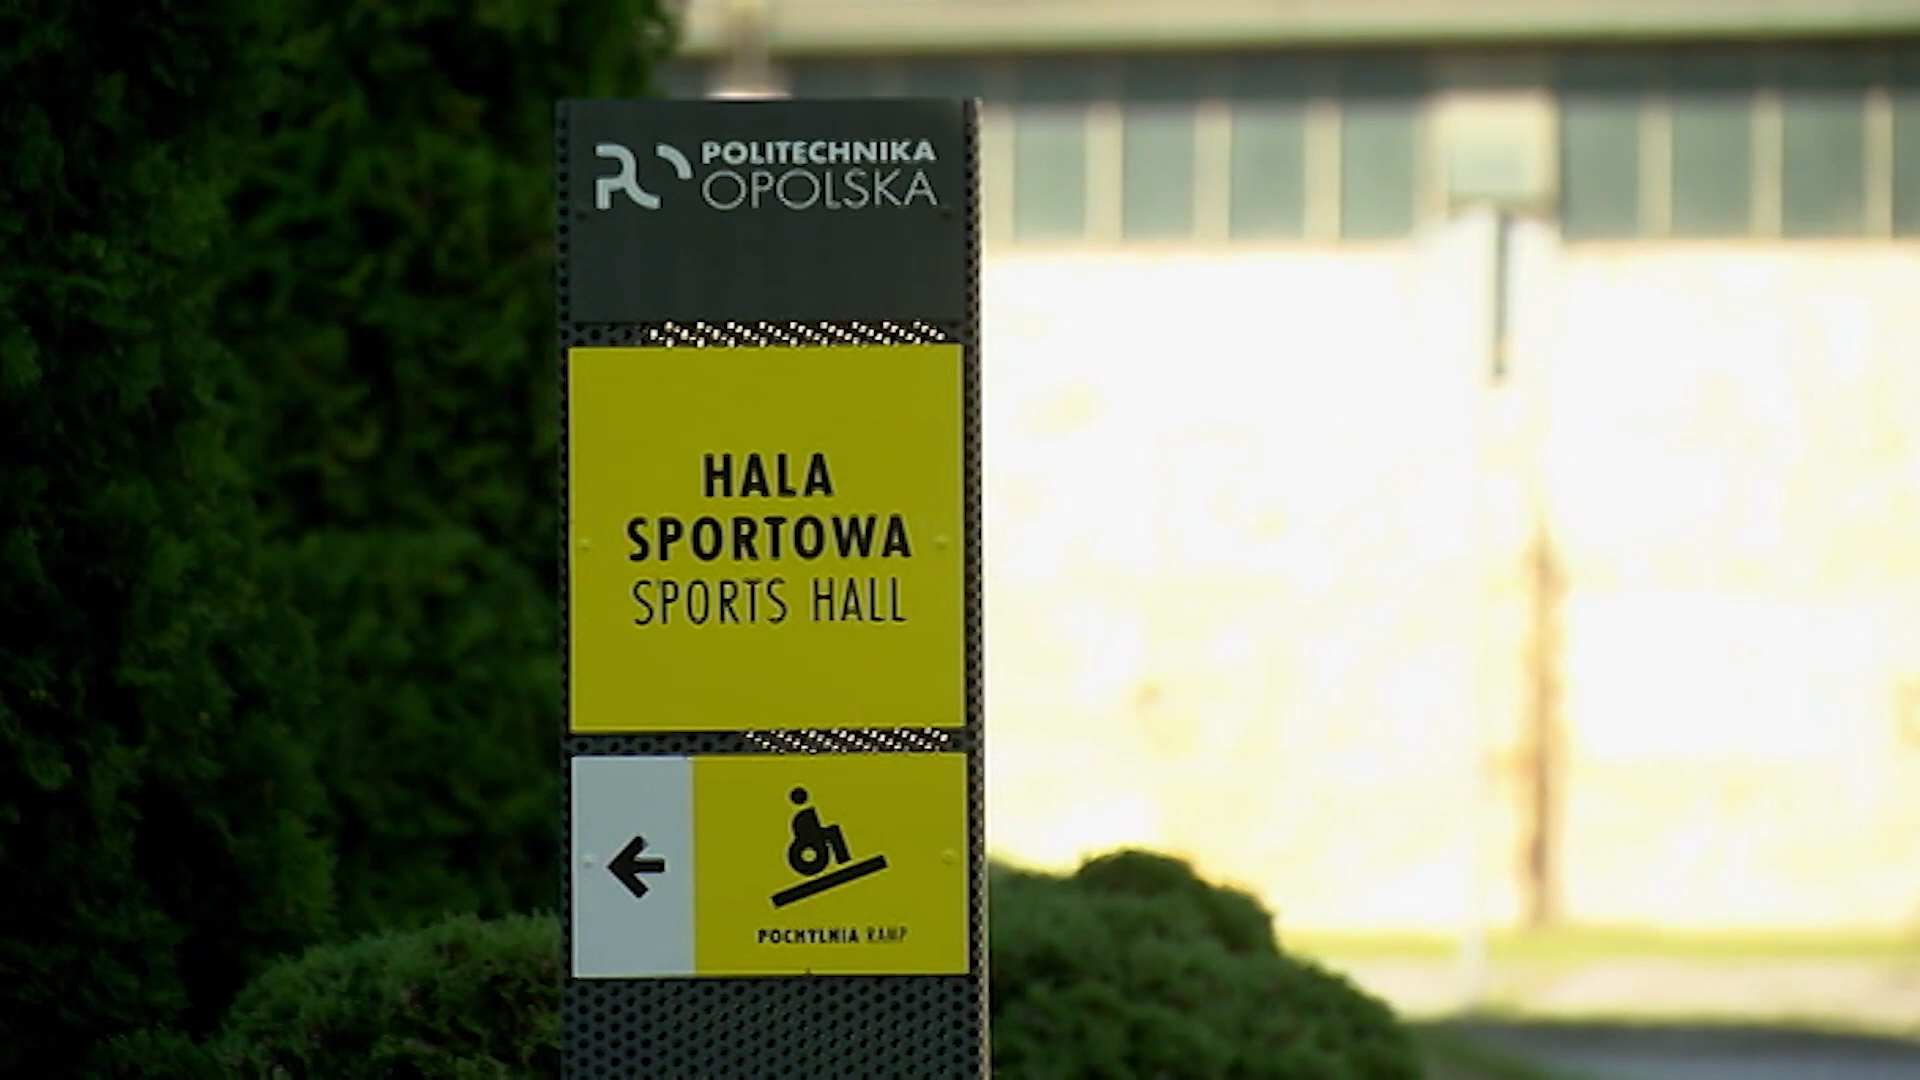 POLITECHNIKA
OPOLSKA
HALA
SPORTOWA
SPORTS HALL
POCHYLNIA RAMP